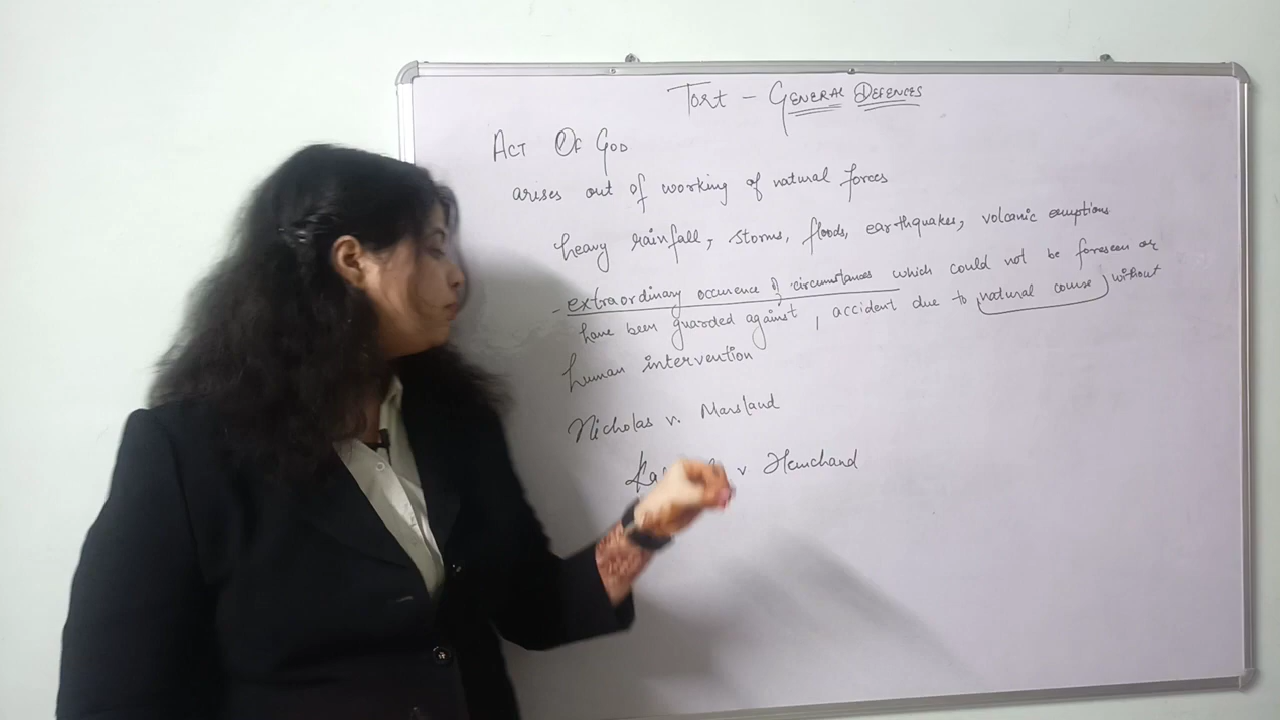 Tort - GENERAL DEFENCES
ACT OF GOD
arises out of working of natural forces
heavy rainfall, storms, floods, earthquakes, volcanic eruptions
- extraordinary occurence of circumstances which could not be foreseen or
have been guarded against, accident due to natural course without
human intervention
Nicholas v. Marsland
v Hemchand